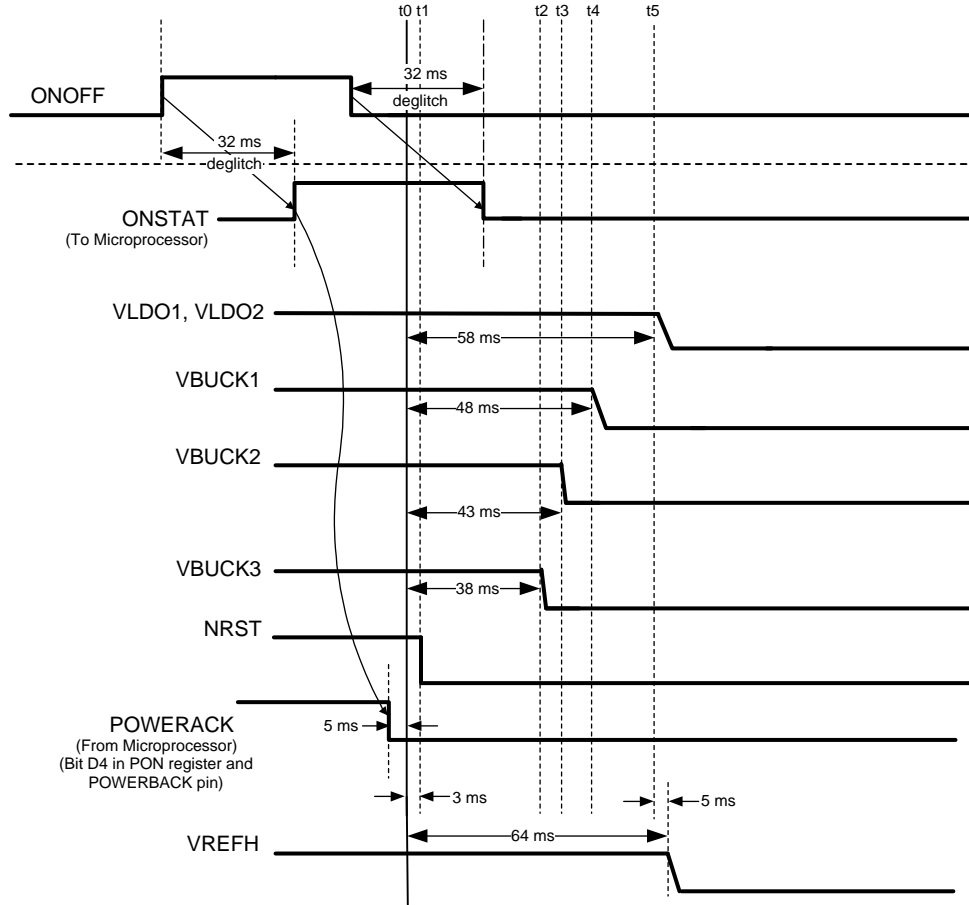 t0 t1 t2 t3 t4 t5
ONOFF
32 ms
deglitch
32 ms
deglitch
ONSTAT
(To Microprocessor)
VLDO1, VLDO2
58 ms
VBUCK1
48 ms
VBUCK2
43 ms
VBUCK3
38 ms
NRST
POWERACK
(From Microprocessor)
(Bit D4 in PON register and
POWERBACK pin)
5 ms
3 ms
5 ms
64 ms
VREFH